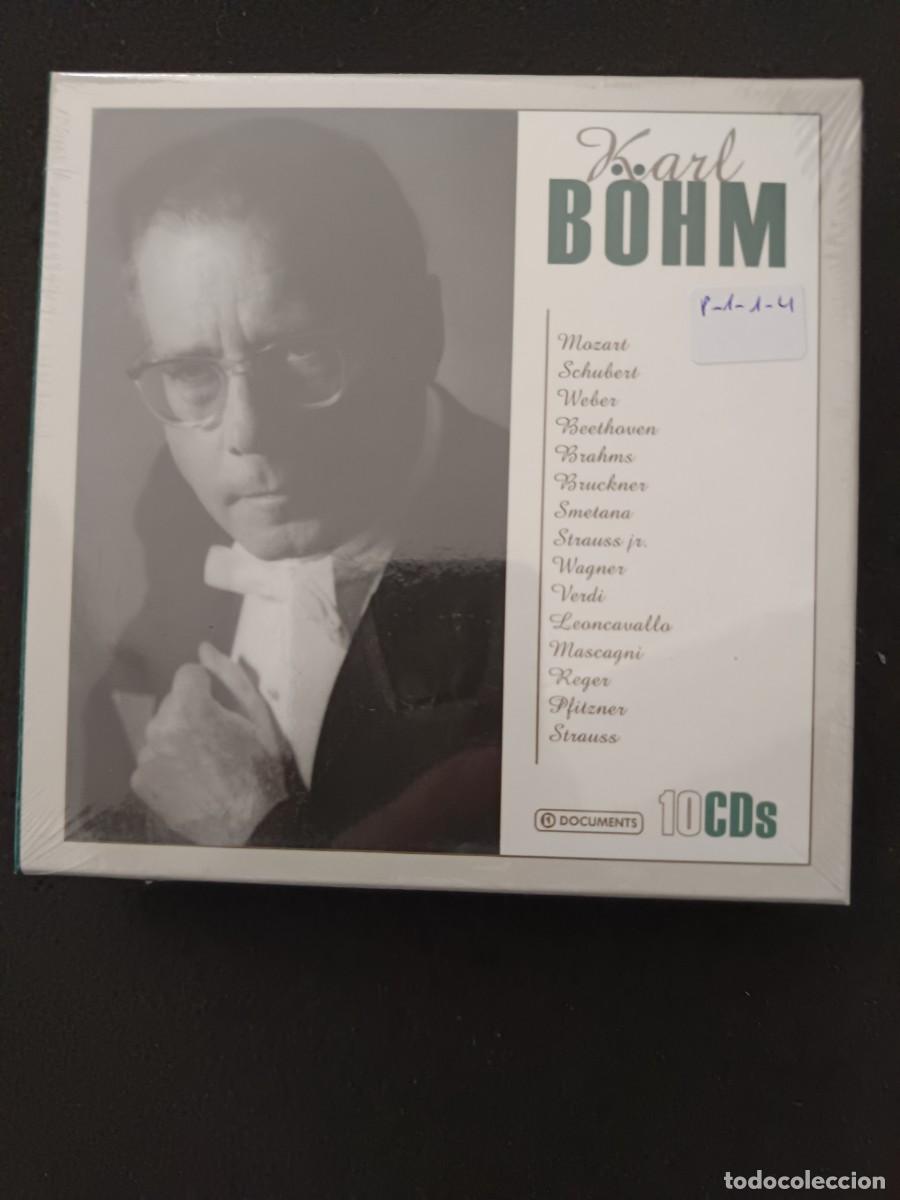 Karl
BÖHM
P-1-1-4
Mozart
Schubert
Weber
Beethoven
Brahms
Bruckner
Smetana
Strauss jr.
Wagner
Verdi
Leoncavallo
Mascagni
Reger
Pfitzner
Strauss
DOCUMENTS 10CDs
todocoleccion